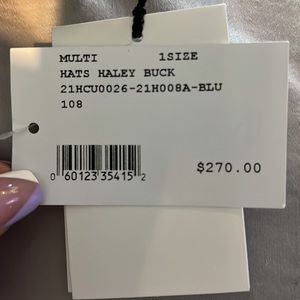 MULTI 1SIZE
HATS HALEY BUCK
21HCU0026-21H008A-BLU
108
0 60123 35415 2
$270.00